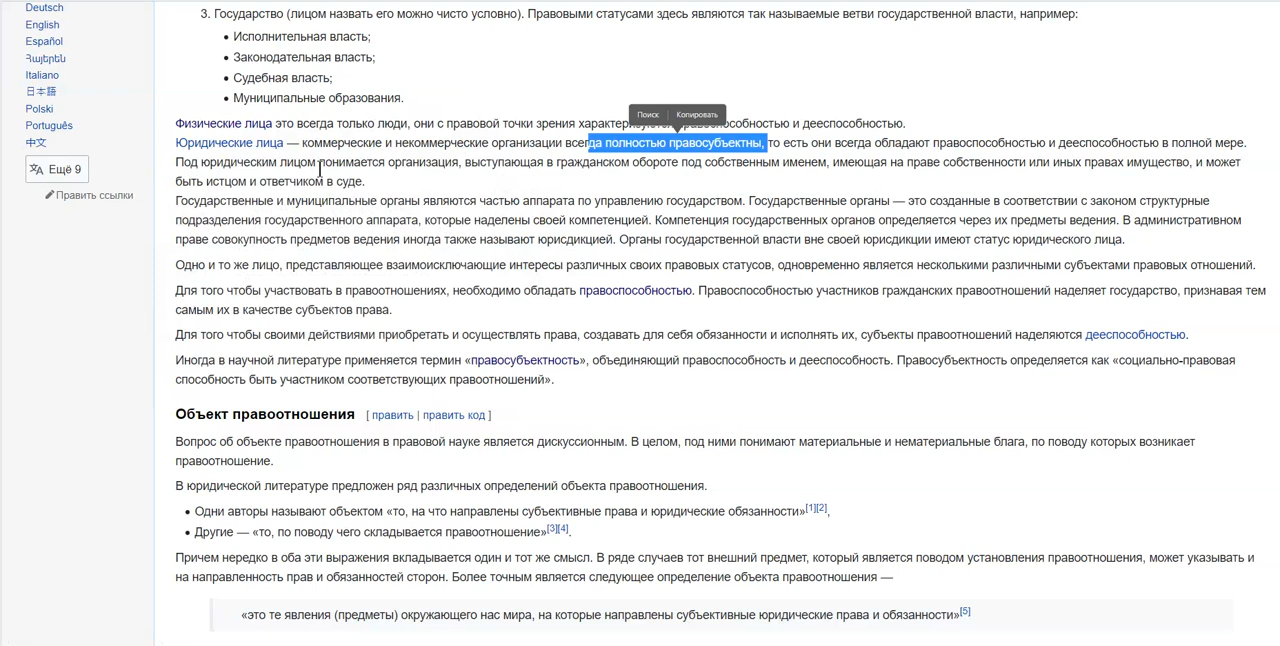 Deutsch
English
Español
Հայերեն
Italiano
日本語
Polski
Português
中文
Ещё 9
Править ссылки
3. Государство (лицом назвать его можно чисто условно). Правовыми статусами здесь являются так называемые ветви государственной власти, например:
• Исполнительная власть;
• Законодательная власть;
• Судебная власть;
• Муниципальные образования.
Поиск | Копировать
Физические лица это всегда только люди, они с правовой точки зрения способностью и дееспособностью.
Юридические лица — коммерческие и некоммерческие организации всегда полностью правосубъектны, то есть они всегда обладают правоспособностью и дееспособностью в полной мере.
Под юридическим лицом понимается организация, выступающая в гражданском обороте под собственным именем, имеющая на праве собственности или иных правах имущество, и может
быть истцом и ответчиком в суде.
Государственные и муниципальные органы являются частью аппарата по управлению государством. Государственные органы — это созданные в соответствии с законом структурные
подразделения государственного аппарата, которые наделены своей компетенцией. Компетенция государственных органов определяется через их предметы ведения. В административном
праве совокупность предметов ведения иногда также называют юрисдикцией. Органы государственной власти вне своей юрисдикции имеют статус юридического лица.
Одно и то же лицо, представляющее взаимоисключающие интересы различных своих правовых статусов, одновременно является несколькими различными субъектами правовых отношений.
Для того чтобы участвовать в правоотношениях, необходимо обладать правоспособностью. Правоспособностью участников гражданских правоотношений наделяет государство, признавая тем
самым их в качестве субъектов права.
Для того чтобы своими действиями приобретать и осуществлять права, создавать для себя обязанности и исполнять их, субъекты правоотношений наделяются дееспособностью.
Иногда в научной литературе применяется термин «правосубъектность», объединяющий правоспособность и дееспособность. Правосубъектность определяется как «социально-правовая
способность быть участником соответствующих правоотношений».
Объект правоотношения [ править | править код ]
Вопрос об объекте правоотношения в правовой науке является дискуссионным. В целом, под ними понимают материальные и нематериальные блага, по поводу которых возникает
правоотношение.
В юридической литературе предложен ряд различных определений объекта правоотношения.
• Одни авторы называют объектом «то, на что направлены субъективные права и юридические обязанности»[1][2],
• Другие — «то, по поводу чего складывается правоотношение»[3][4].
Причем нередко в оба эти выражения вкладывается один и тот же смысл. В ряде случаев тот внешний предмет, который является поводом установления правоотношения, может указывать и
на направленность прав и обязанностей сторон. Более точным является следующее определение объекта правоотношения —
«это те явления (предметы) окружающего нас мира, на которые направлены субъективные юридические права и обязанности»[5]